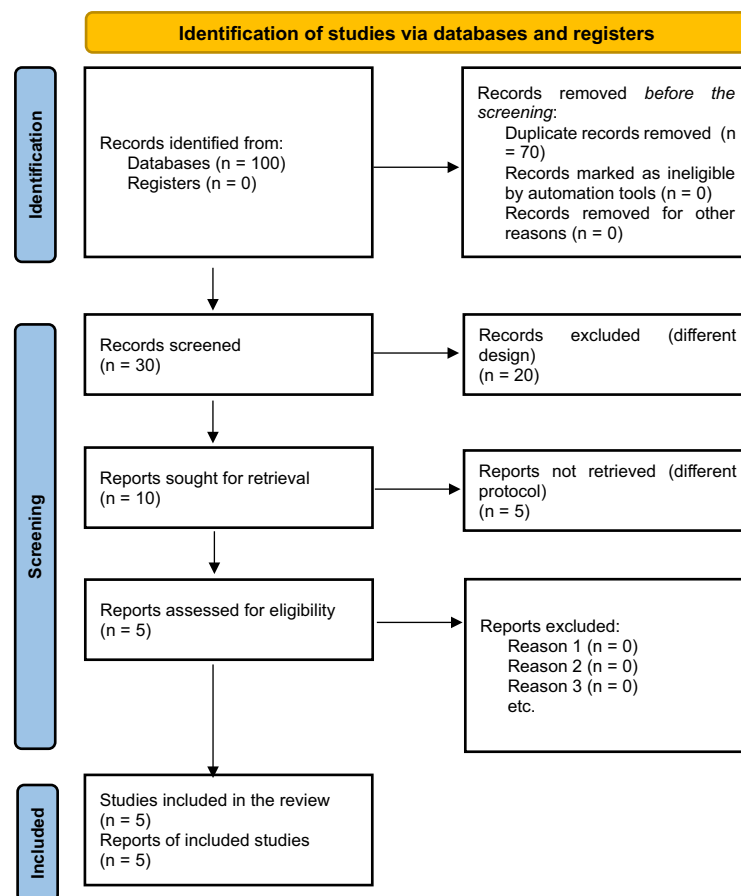 Identification of studies via databases and registers
Identification
Records identified from:
Databases (n = 100)
Registers (n = 0)
Records removed before the
screening:
Duplicate records removed (n
= 70)
Records marked as ineligible
by automation tools (n = 0)
Records removed for other
reasons (n = 0)
Screening
Records screened
(n = 30)
Records excluded (different
design)
(n = 20)
Reports sought for retrieval
(n = 10)
Reports not retrieved (different
protocol)
(n = 5)
Reports assessed for eligibility
(n = 5)
Reports excluded:
Reason 1 (n = 0)
Reason 2 (n = 0)
Reason 3 (n = 0)
etc.
Included
Studies included in the review
(n = 5)
Reports of included studies
(n = 5)